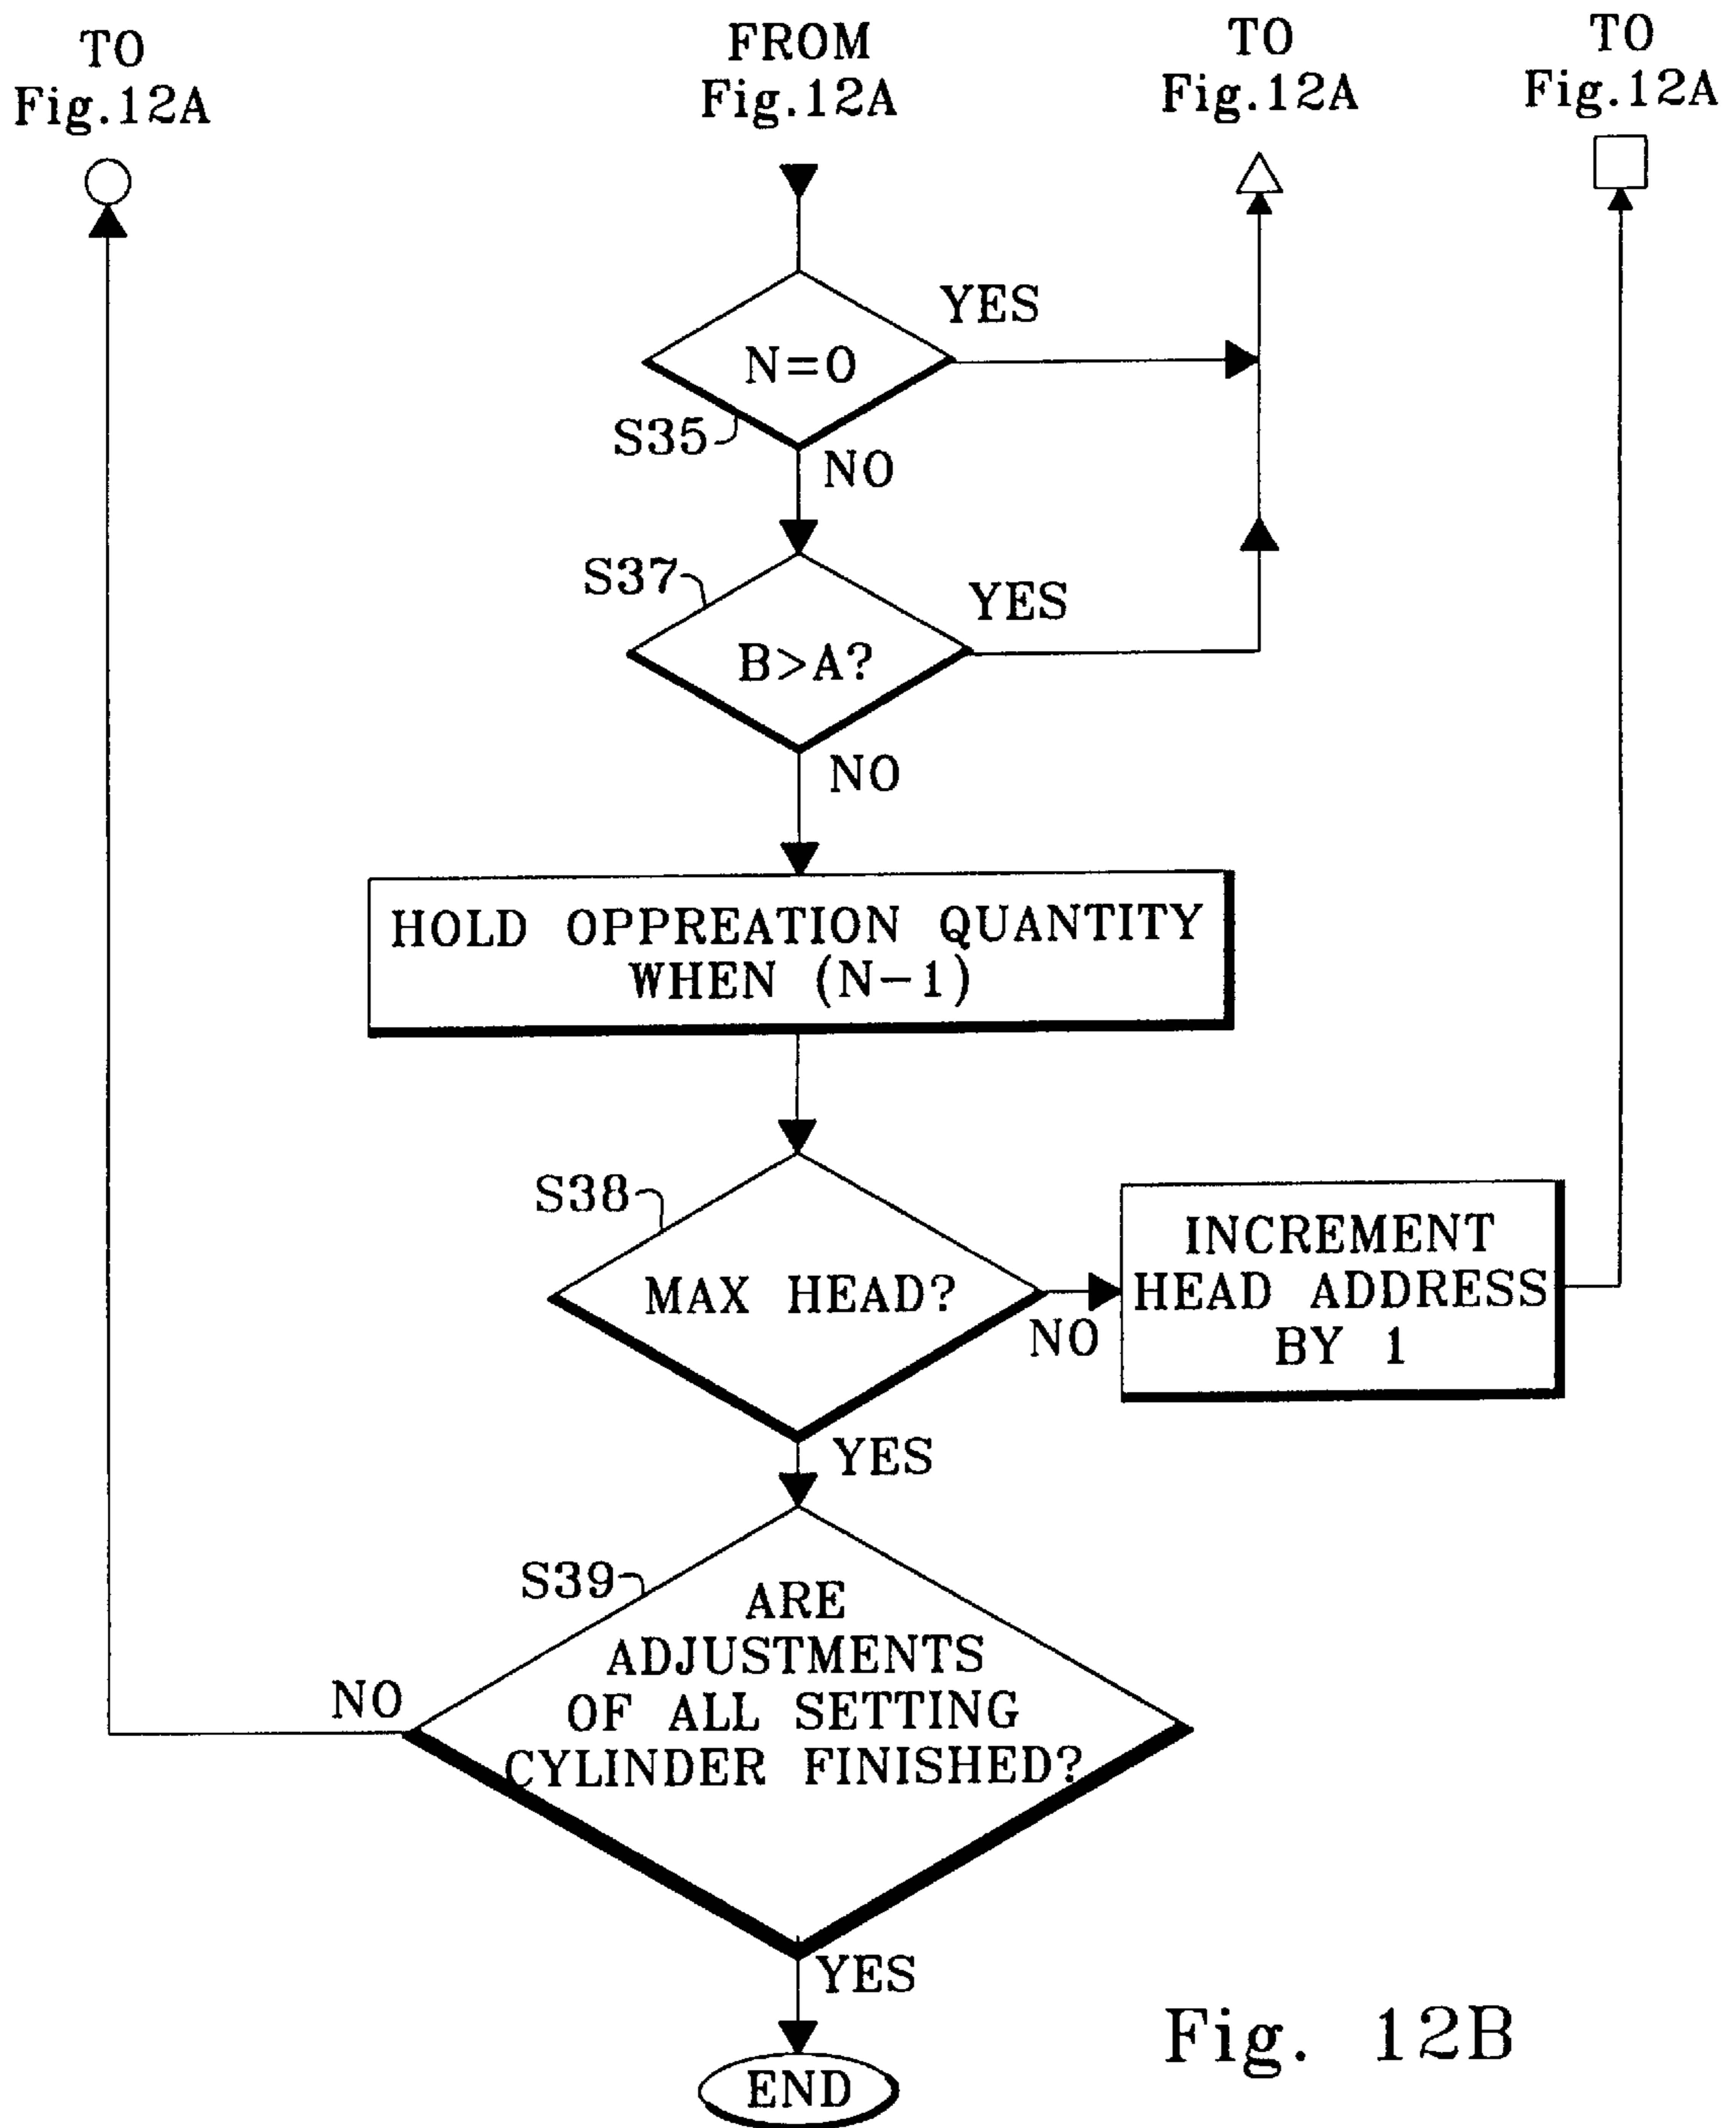 TO
Fig.12A
FROM
Fig.12A
TO
Fig.12A
TO
Fig.12A
N=0
YES
S35
NO
S37
B>A?
YES
NO
HOLD OPPREATION QUANTITY
WHEN (N-1)
S38
MAX HEAD?
NO
INCREMENT
HEAD ADDRESS
BY 1
YES
S39
ARE
ADJUSTMENTS
OF ALL SETTING
CYLINDER FINISHED?
NO
YES
END
Fig. 12B